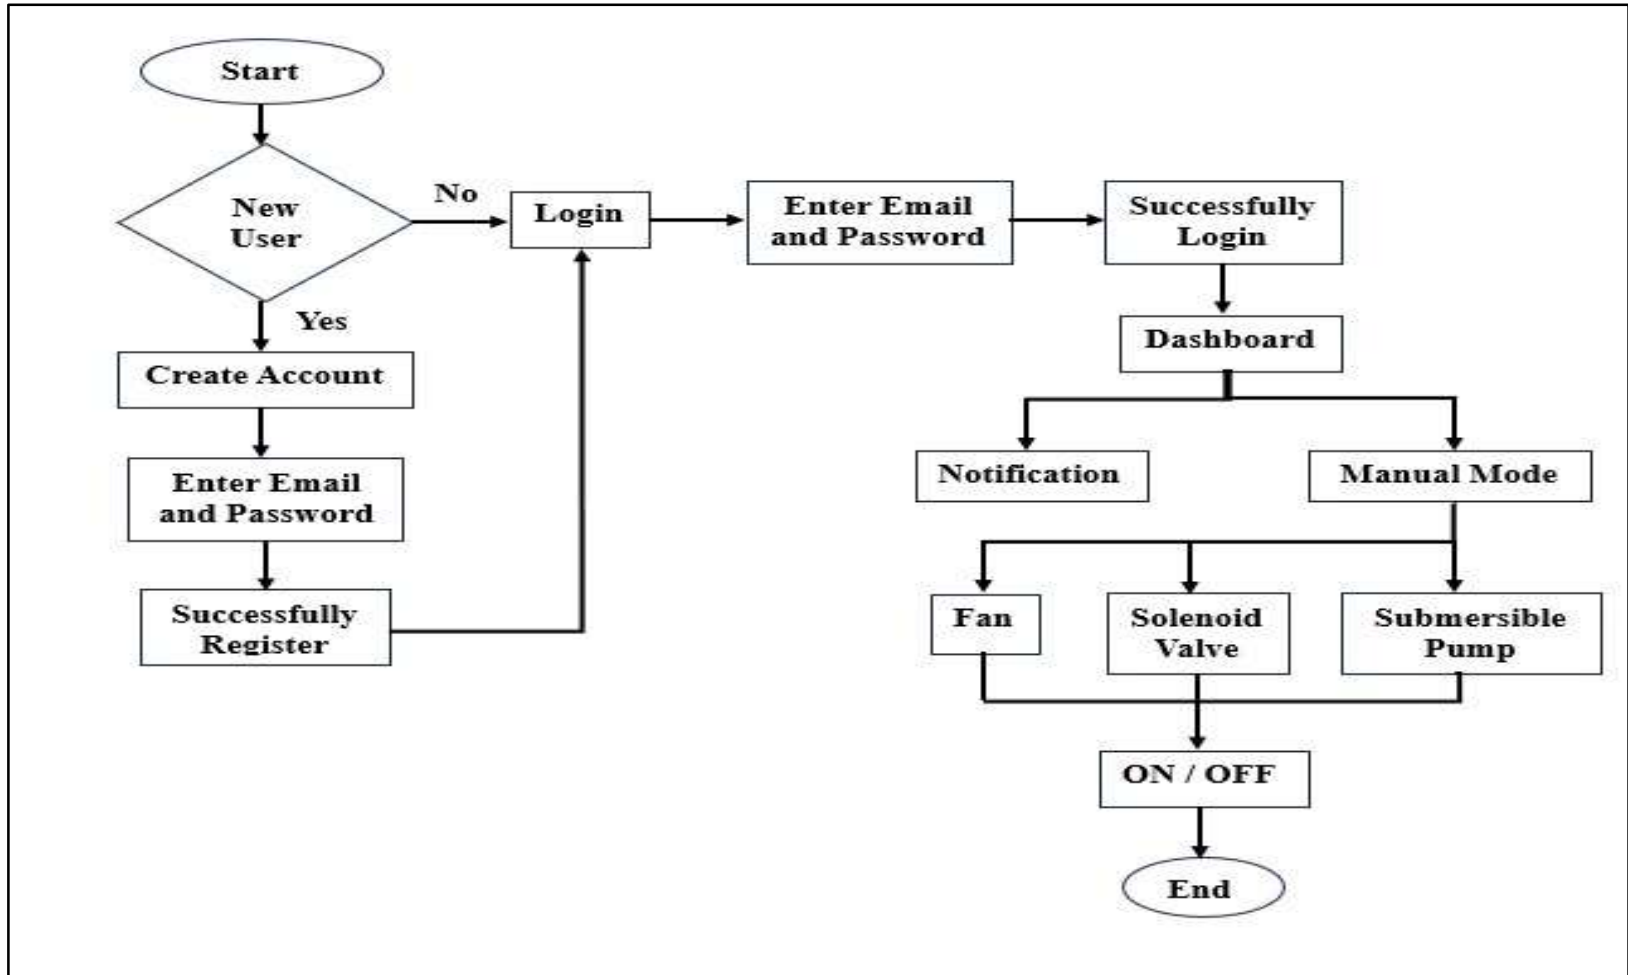 Start
New
User
No
Yes
Create Account
Enter Email
and Password
Successfully
Register
Login
Enter Email
and Password
Successfully
Login
Dashboard
Notification
Manual Mode
Fan
Solenoid
Valve
Submersible
Pump
ON / OFF
End